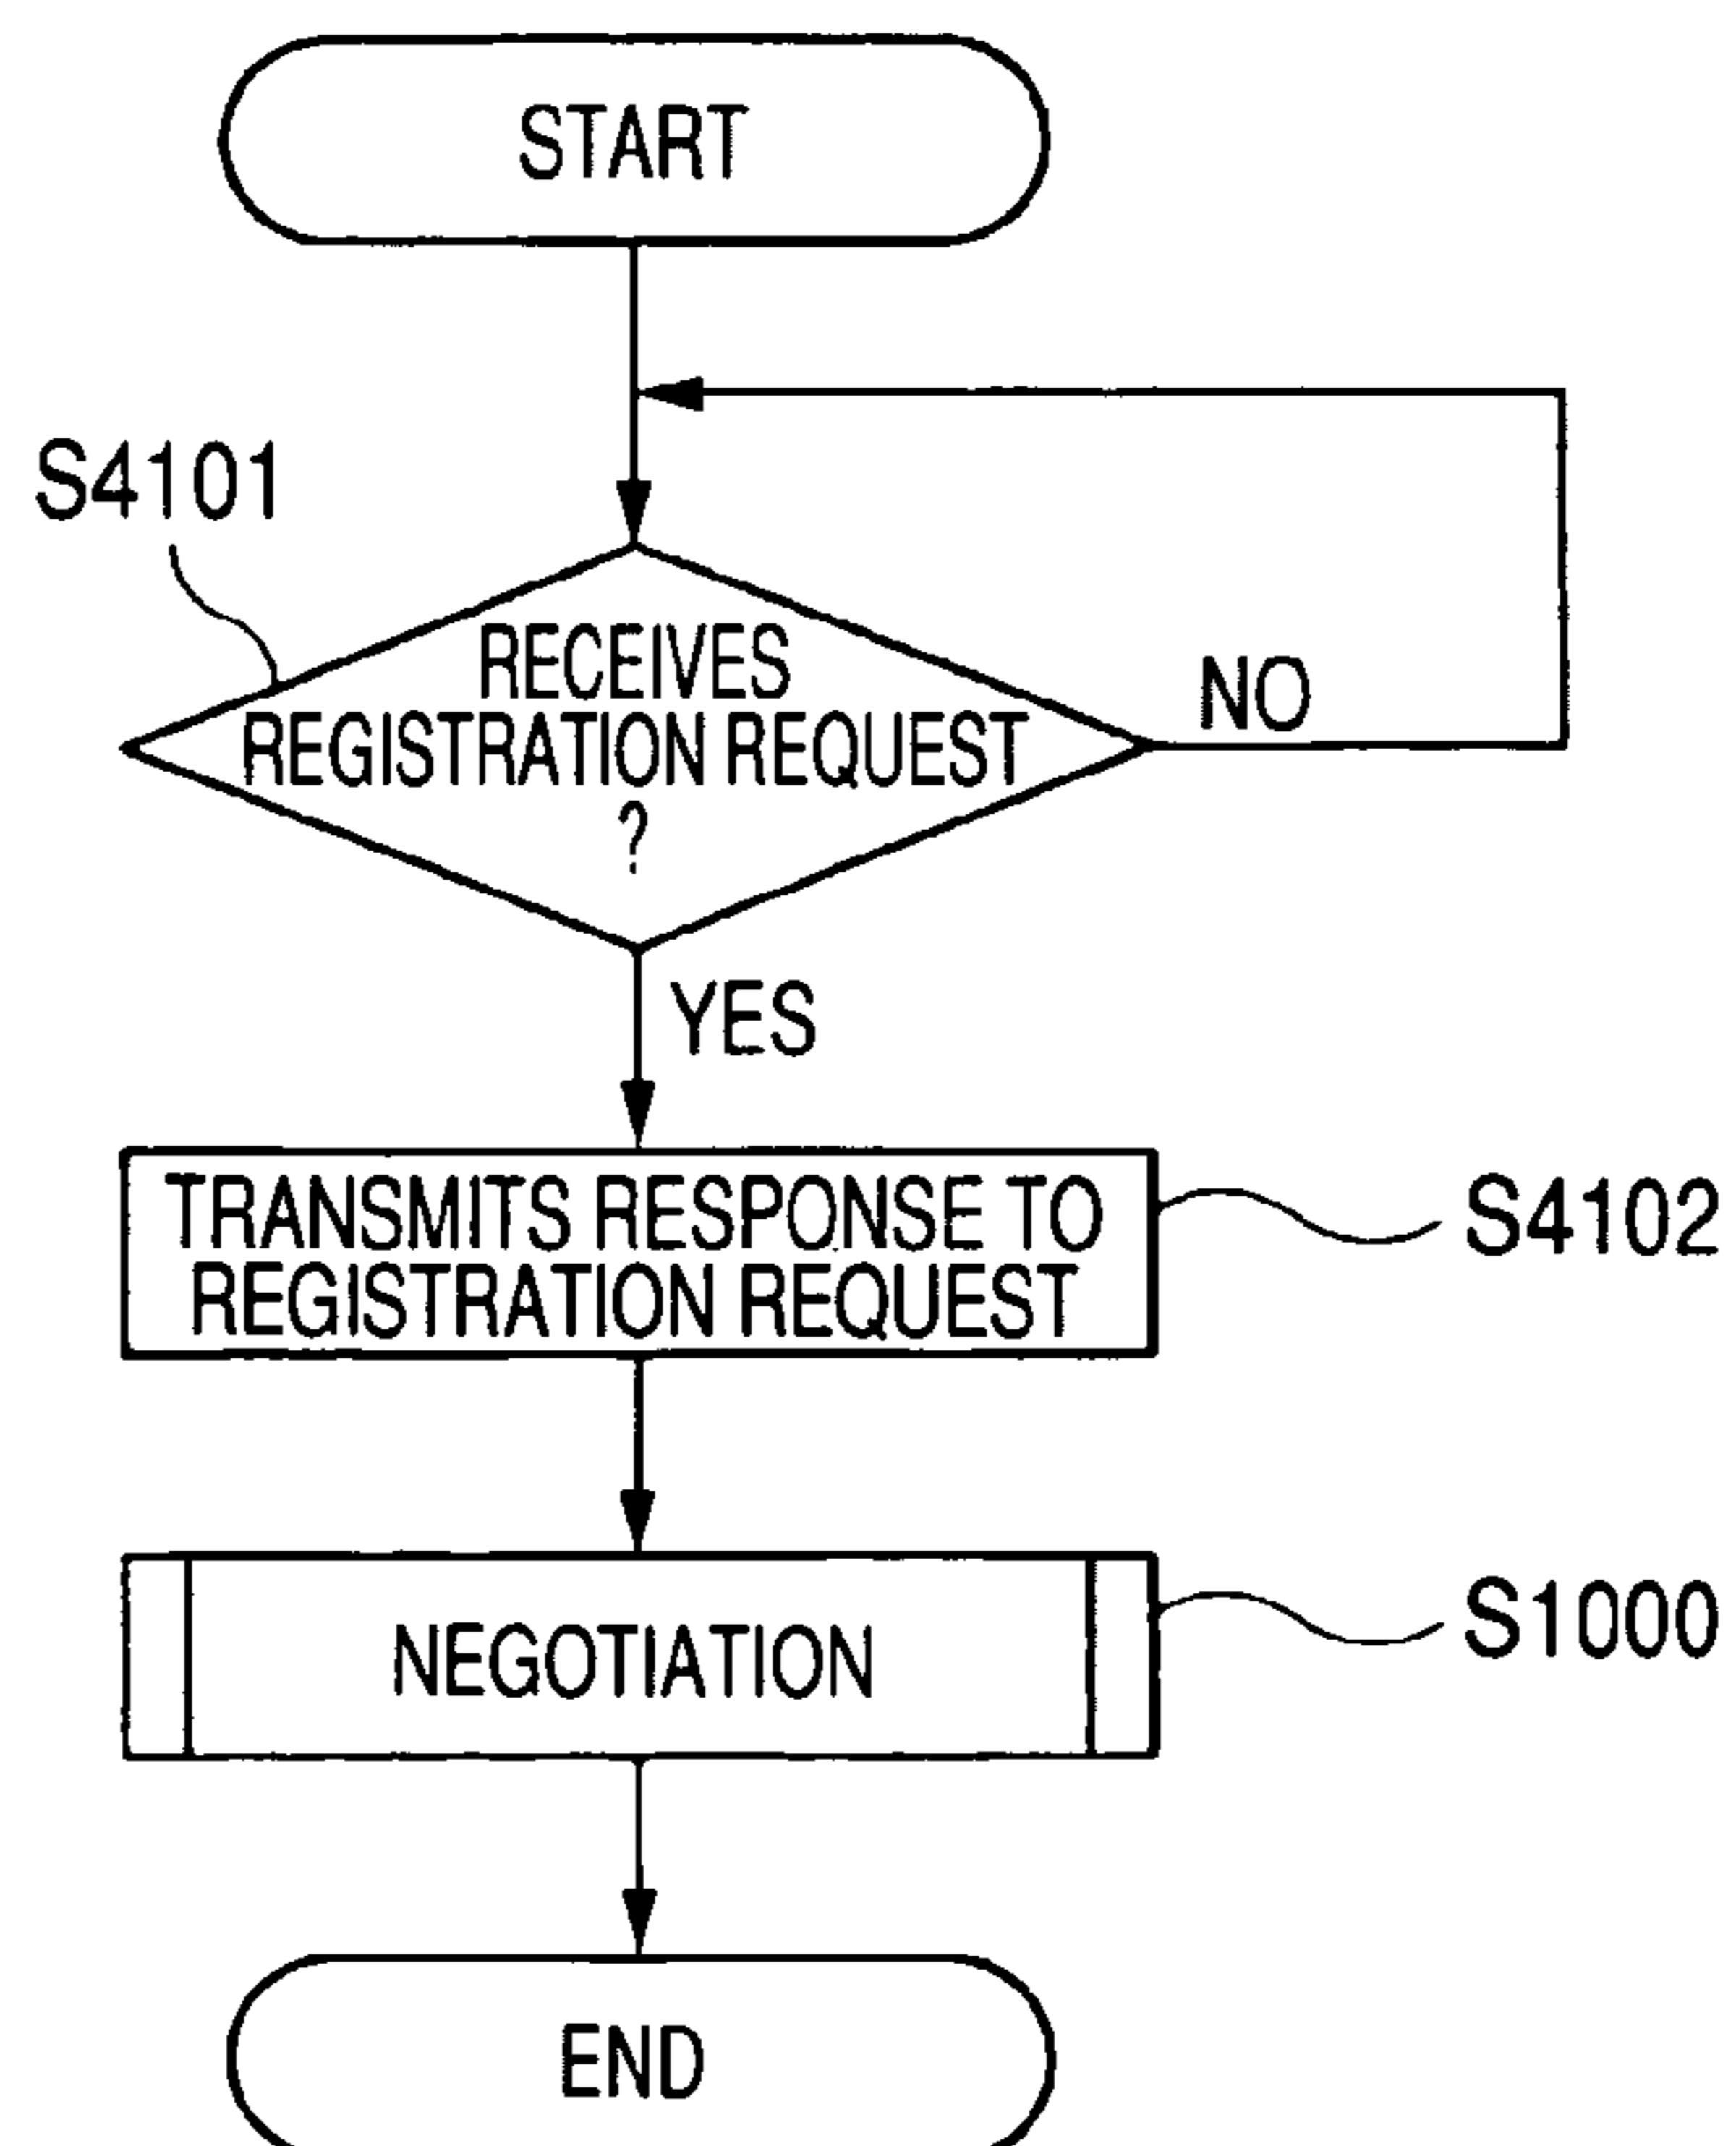 START
S4101
RECEIVES
REGISTRATION REQUEST
?
NO
YES
TRANSMITS RESPONSE TO
REGISTRATION REQUEST
S4102
NEGOTIATION
S1000
END